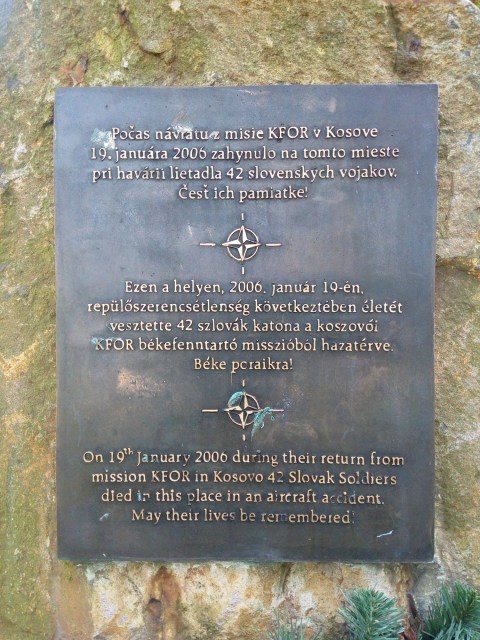 Počas návratu z misie KFOR v Kosove
19. januára 2006 zahynulo na tomto mieste
pri havárii lietadla 42 slovenských vojakov.
Česť ich pamiatke!
Ezen a helyen, 2006. január 19-én,
repülőszerencsétlenség következtében életét
vesztette 42 szlovák katona a koszovói
KFOR békefenntartó misszióból hazatérve.
Béke poraikra!
On 19th January 2006 during their return from
mission KFOR in Kosovo 42 Slovak Soldiers
died in this place in an aircraft accident.
May their lives be remembered!